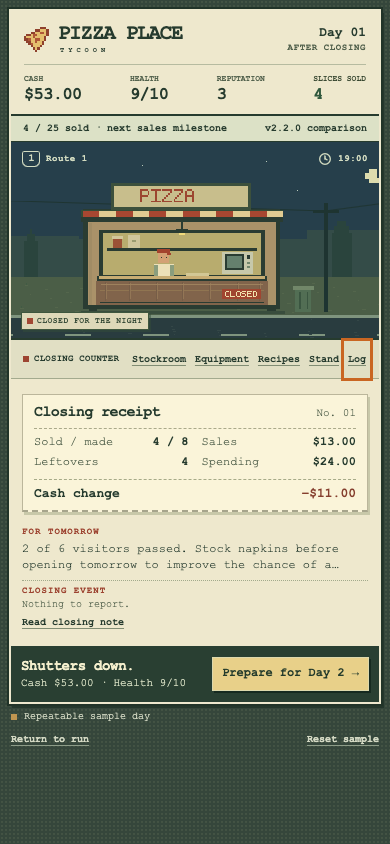 PIZZA PLACE
TYCOON
Day 01
AFTER CLOSING
CASH HEALTH REPUTATION SLICES SOLD
$53.00 9/10 3 4
4 / 25 sold · next sales milestone v2.2.0 comparison
1 Route 1 19:00
PIZZA
CLOSED
CLOSED FOR THE NIGHT
CLOSING COUNTER Stockroom Equipment Recipes Stand Log
Closing receipt No. 01
Sold / made 4 / 8 Sales $13.00
Leftovers 4 Spending $24.00
Cash change −$11.00
FOR TOMORROW
2 of 6 visitors passed. Stock napkins before
opening tomorrow to improve the chance of a…
CLOSING EVENT
Nothing to report.
Read closing note
Shutters down.
Cash $53.00 · Health 9/10
Prepare for Day 2 →
Repeatable sample day
Return to run Reset sample